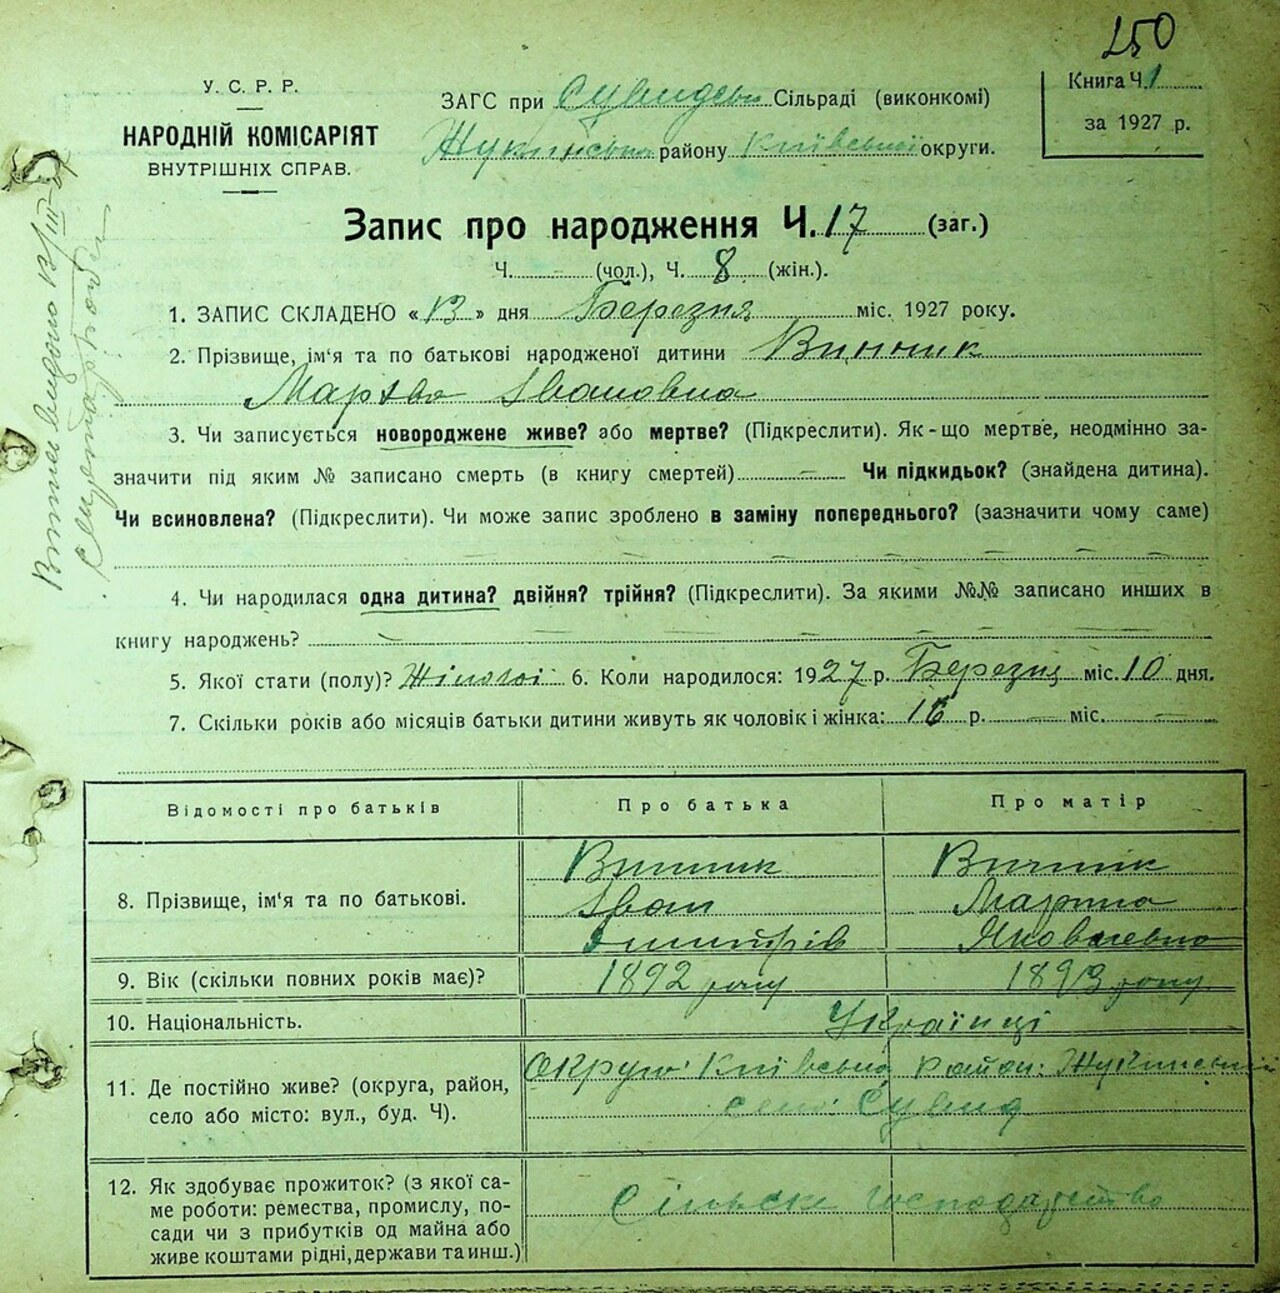 250
У. С. Р. Р.
НАРОДНІЙ КОМІСАРІЯТ
ВНУТРІШНІХ СПРАВ.
ЗАГС при Сувидськ Сільраді (виконкомі)
Жукинськ району Київської округи.
Книга Ч. 1
за 1927 р.
Запис про народження Ч. 17 (заг.)
Ч. — (чол.), Ч. 8 (жін.).
1. ЗАПИС СКЛАДЕНО « 13 » дня Березня міс. 1927 року.
2. Прізвище, ім'я та по батькові народженої дитини Винник
Івановна
3. Чи записується новороджене живе? або мертве? (Підкреслити). Як-що мертве, неодмінно за-
значити під яким № записано смерть (в книгу смертей) — Чи підкидьок? (знайдена дитина).
Чи всиновлена? (Підкреслити). Чи може запис зроблено в заміну попереднього? (зазначити чому саме)
4. Чи народилася одна дитина? двійня? трійня? (Підкреслити). За якими №№ записано инших в
книгу народжень?
5. Якої стати (полу)? Жіночої 6. Коли народилося: 1927 р. Березня міс. 10 дня.
7. Скільки років або місяців батьки дитини живуть як чоловік і жінка: р. — міс. —
Відомості про батьків Про батька Про матір
8. Прізвище, ім'я та по батькові.
Винник Винник
Іван Марина
Дмитрів Яковлевна
9. Вік (скільки повних років має)? 1892 року 1893 року
10. Національність. Українці
11. Де постійно живе? (округа, район,
село або місто: вул., буд. Ч).
Округа: Київська район: Жукинський
село: Сувид
12. Як здобуває прожиток? (з якої са-
ме роботи: ремества, промислу, по-
сади чи з прибутків од майна або
живе коштами рідні, держави та инш.)
Сільске господарство